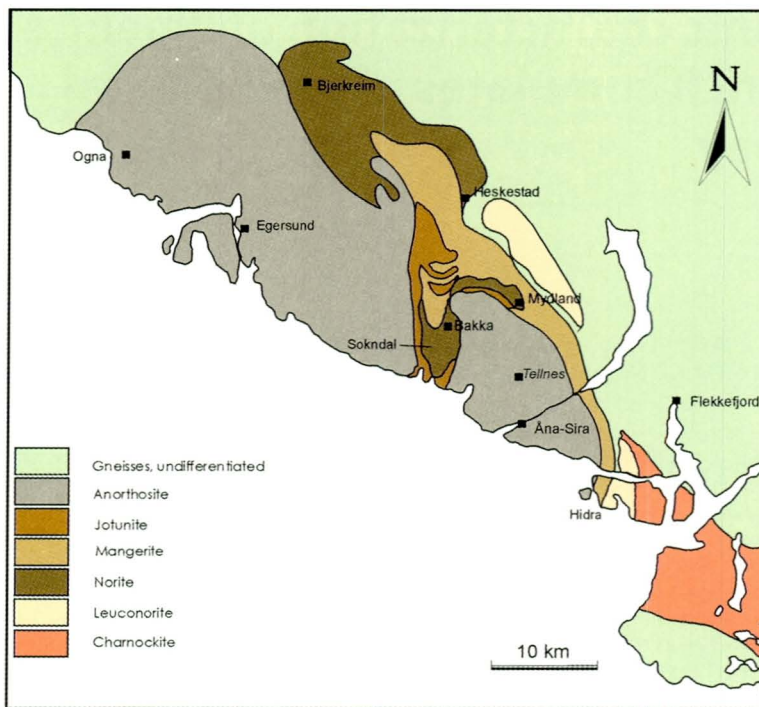 Bjerkreim
N
Ogna
Heskestad
Egersund
Mydland
Bakka
Sokndal
Tellnes
Flekkefjord
Åna-Sira
Gneisses, undifferentiated
Anorthosite
Jotunite
Hidra
Mangerite
Norite
Leuconorite
Charnockite
10 km